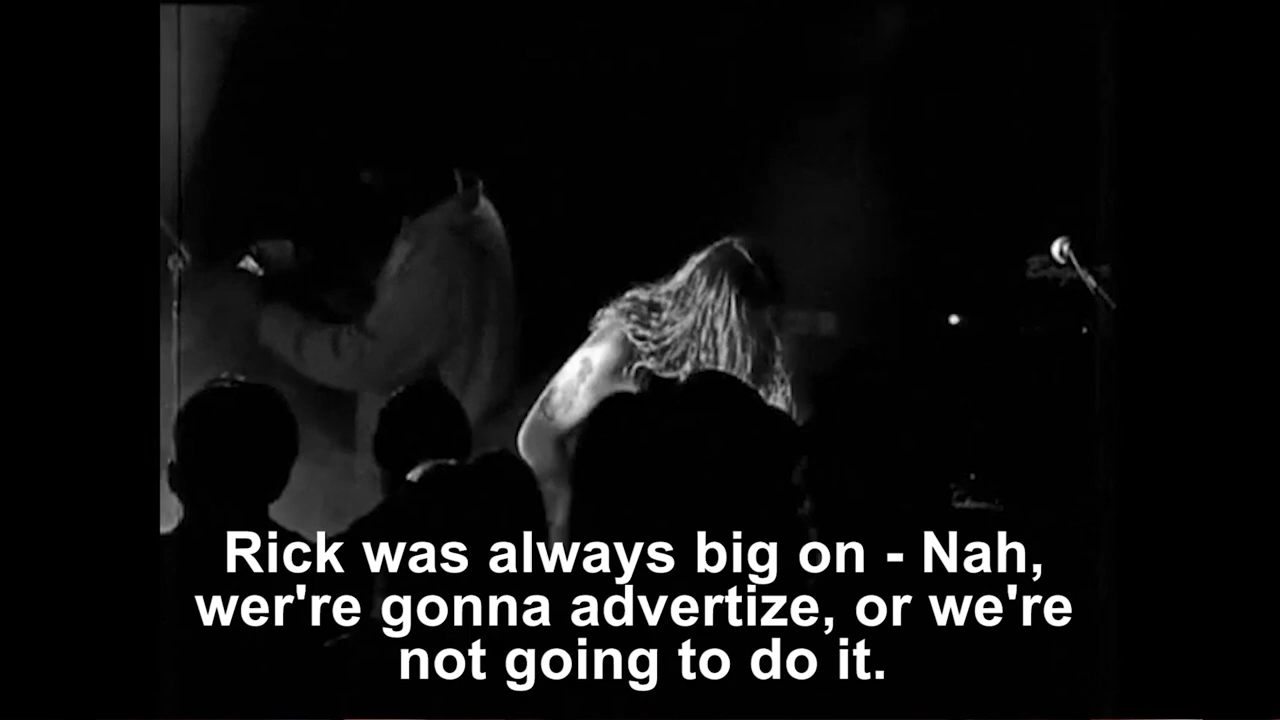 Rick was always big on - Nah,
wer're gonna advertize, or we're
not going to do it.